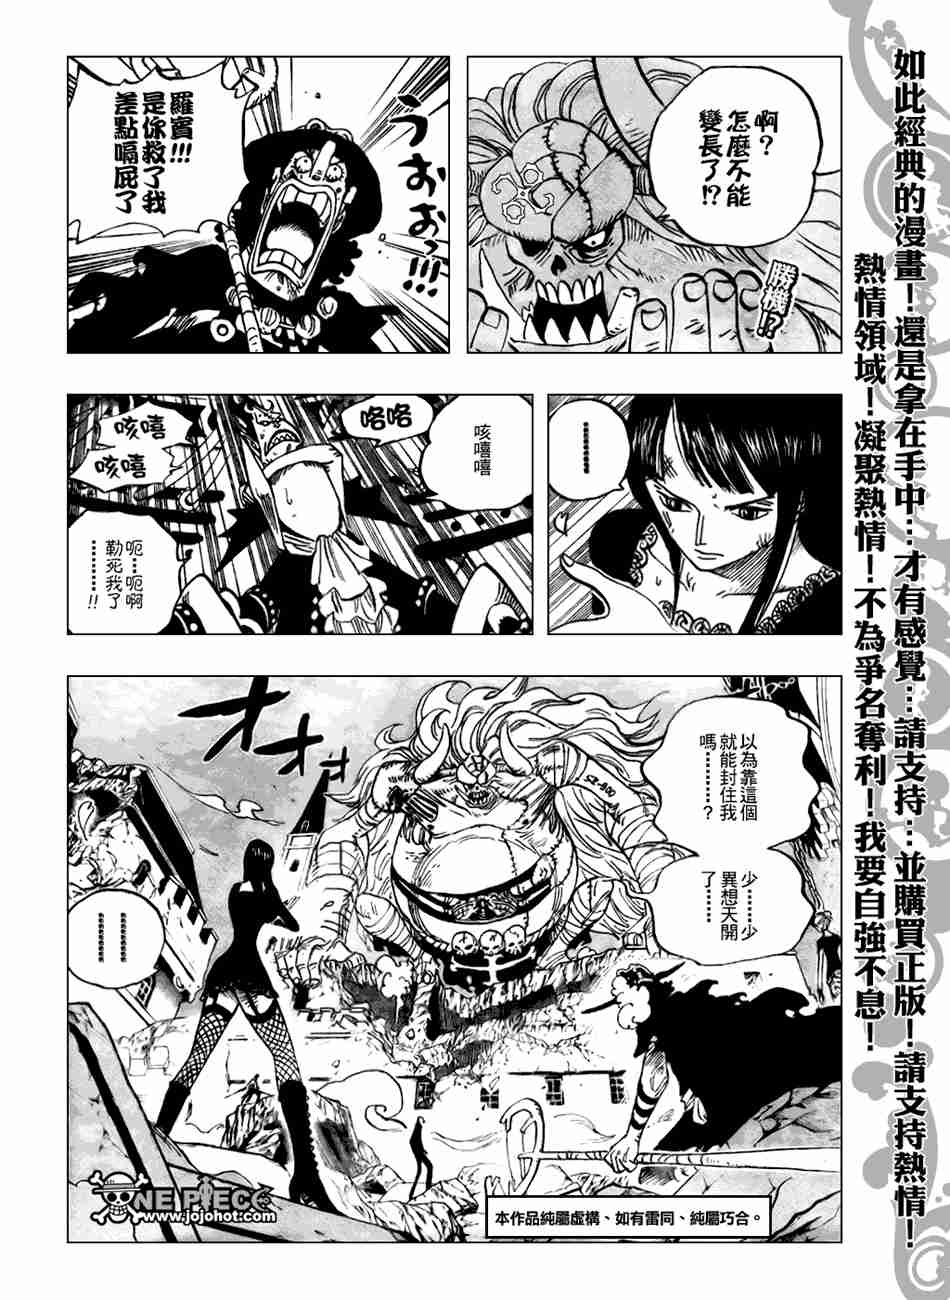 如此經典的漫畫！還是拿在手中…才有感覺…請支持…並購買正版！請支持熱情！
熱情領域！凝聚熱情！不為爭名奪利！我要自強不息！
啊？
怎麼不能
變長了!?
勝機!?
うおおっ!!!
羅賓!!!
是你救了我
差點嗝屁了
………
咳嘻嘻
咯咯
咳嘻
咳嘻
呃…呃啊
勒死我了
……!!
以為靠這個
就能封住我
嗎……？
少……少
異想天開
了……
………
本作品純屬虛構、如有雷同、純屬巧合。
ONE PIECE
www.jojohot.com